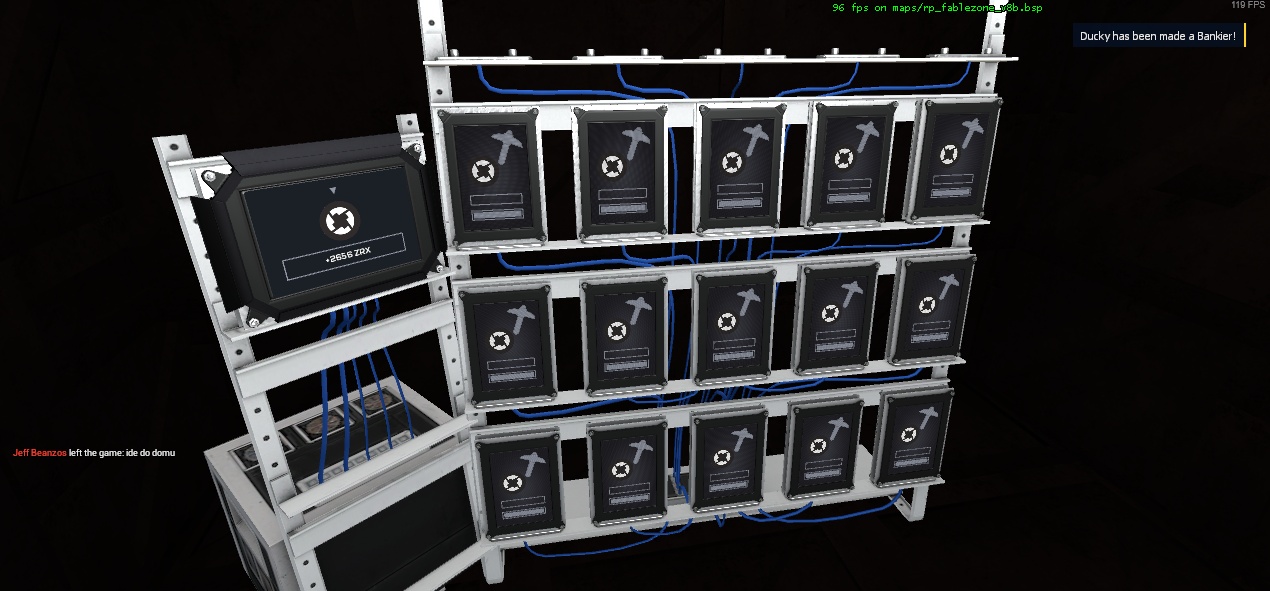 96 fps on maps/rp_fablezone_v8b.bsp
119 FPS
Ducky has been made a Bankier!
+2656 ZRX
Jeff Beanzos left the game: ide do domu